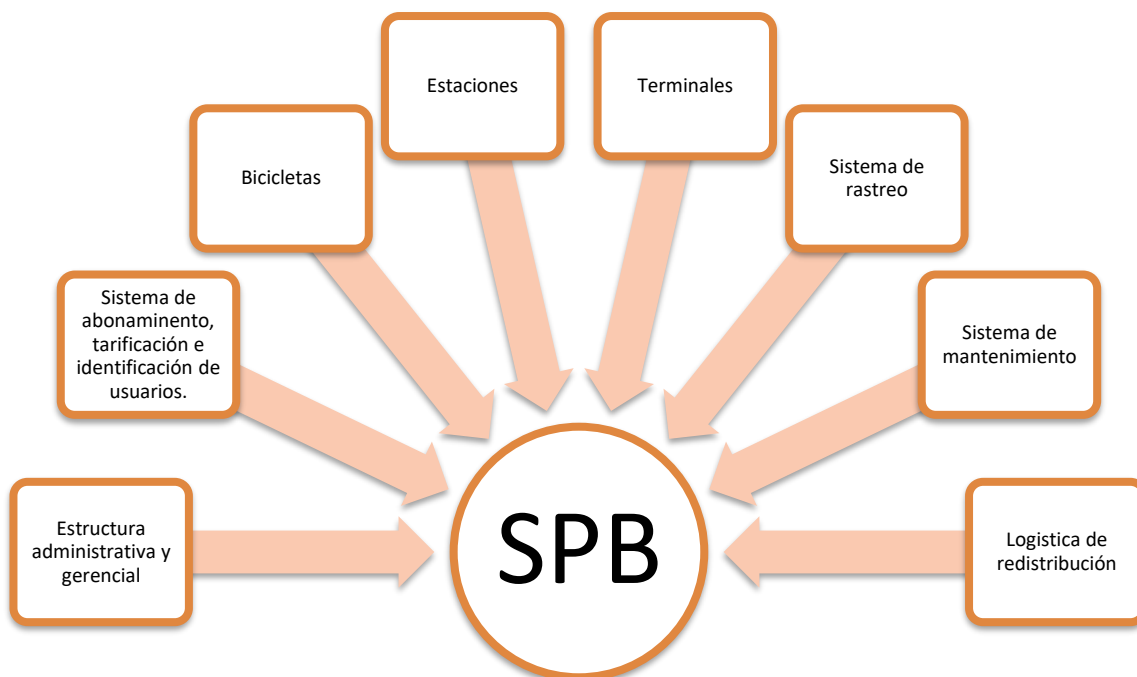 Estaciones
Terminales
Bicicletas
Sistema de
rastreo
Sistema de
abonaminento,
tarificación e
identificación de
usuarios.
Sistema de
mantenimiento
Estructura
administrativa y
gerencial
SPB
Logistica de
redistribución